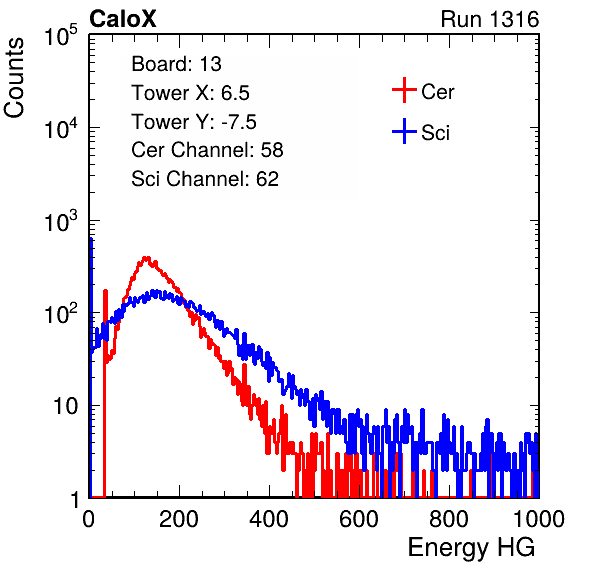 CaloX Run 1316
Counts
10^5
10^4
10^3
10^2
10
1
Board: 13
Tower X: 6.5
Tower Y: -7.5
Cer Channel: 58
Sci Channel: 62
Cer
Sci
0 200 400 600 800 1000
Energy HG